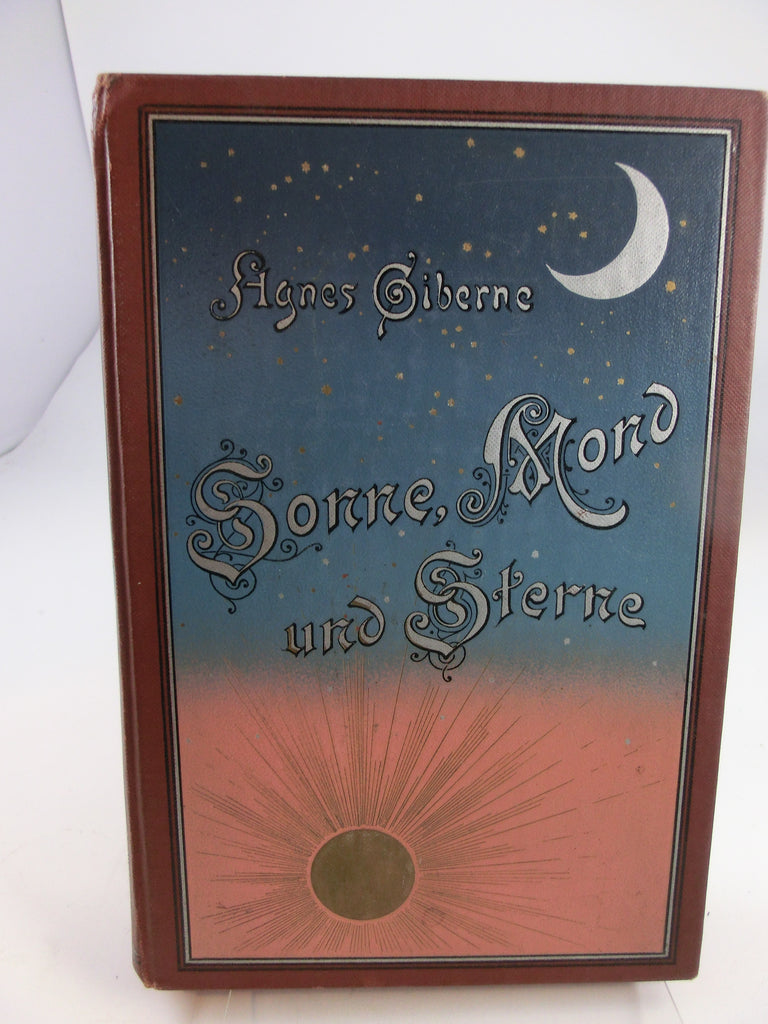 Agnes Giberne
Sonne, Mond
und Sterne